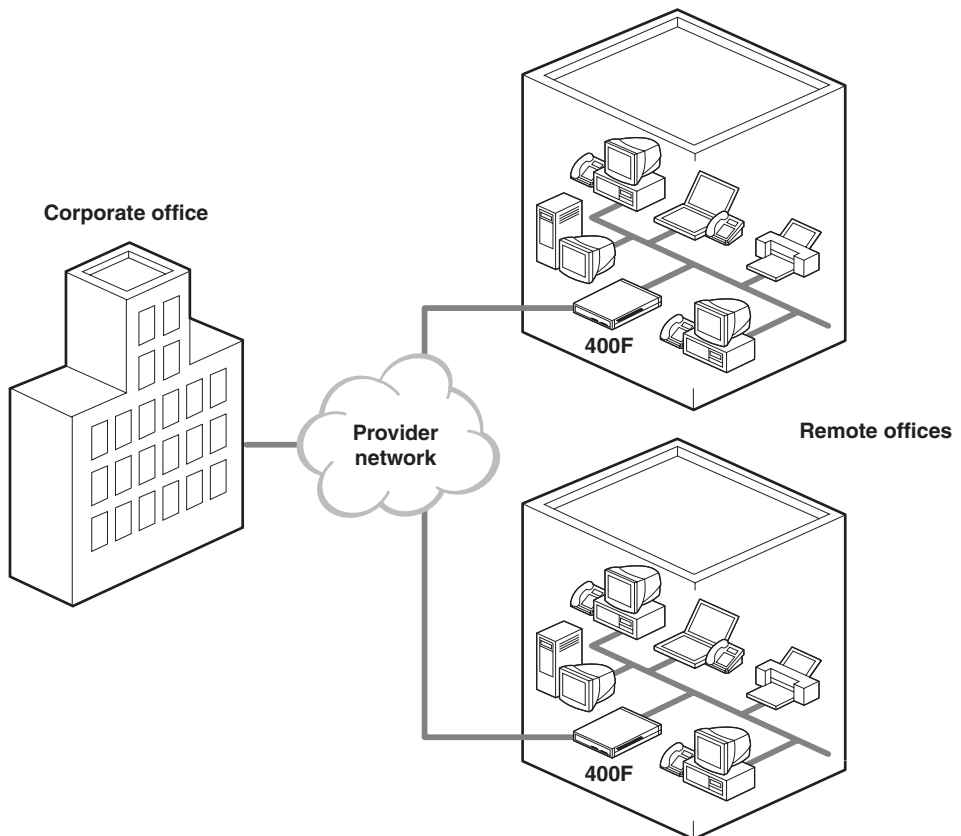 Corporate office
400F
Provider
network
Remote offices
400F